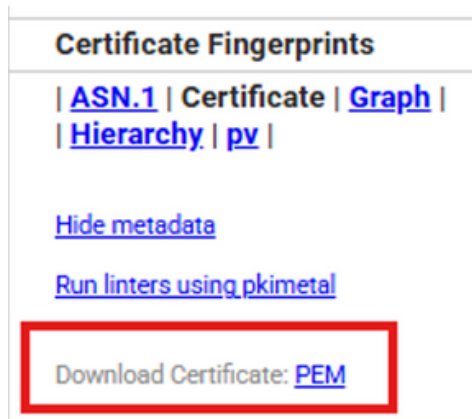 Certificate Fingerprints
| ASN.1 | Certificate | Graph |
| Hierarchy | pv |
Hide metadata
Run linters using pkimetal
Download Certificate: PEM